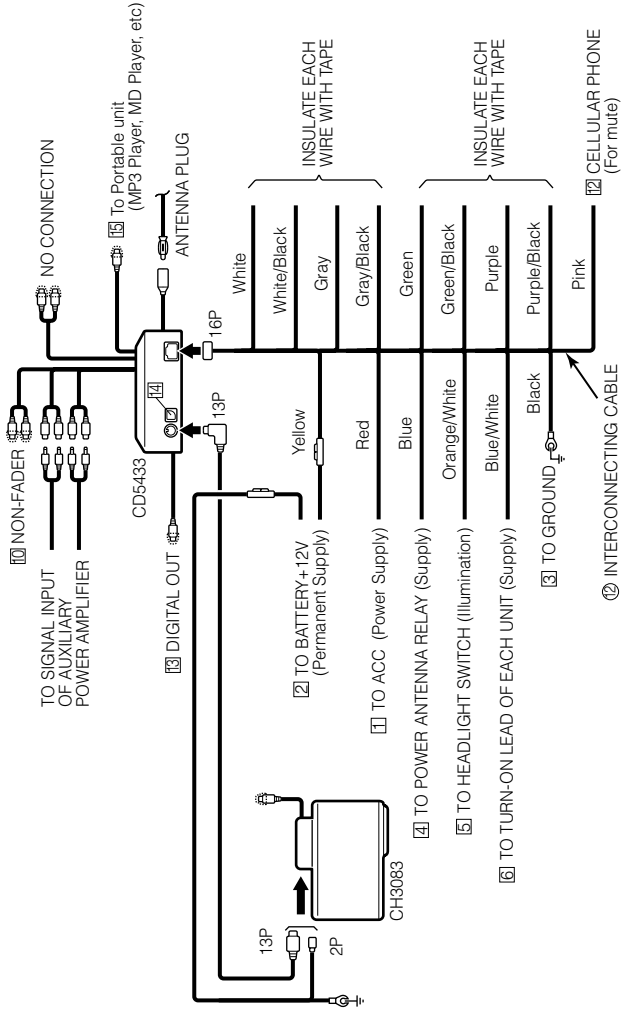 10 NON-FADER
NO CONNECTION
15 To Portable unit
(MP3 Player, MD Player, etc)
TO SIGNAL INPUT
OF AUXILIARY
POWER AMPLIFIER
ANTENNA PLUG
14
CD5433
13P
16P
13 DIGITAL OUT
2 TO BATTERY+12V
(Permanent Supply)
Yellow
White
White/Black
Gray
Gray/Black
INSULATE EACH
WIRE WITH TAPE
1 TO ACC (Power Supply)
Red
4 TO POWER ANTENNA RELAY (Supply)
Blue
Green
5 TO HEADLIGHT SWITCH (Illumination)
Orange/White
Green/Black
6 TO TURN-ON LEAD OF EACH UNIT (Supply)
Blue/White
Purple
Purple/Black
INSULATE EACH
WIRE WITH TAPE
3 TO GROUND
Black
Pink
12 CELLULAR PHONE
(For mute)
⑫ INTERCONNECTING CABLE
13P
2P
CH3083